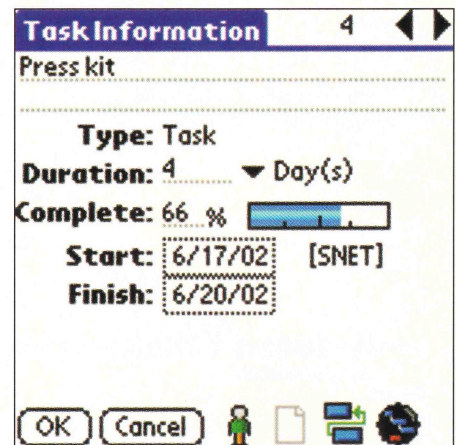 Task Information 4
Press kit
Type: Task
Duration: 4 Day(s)
Complete: 66 %
Start: 6/17/02 [SNET]
Finish: 6/20/02
OK Cancel